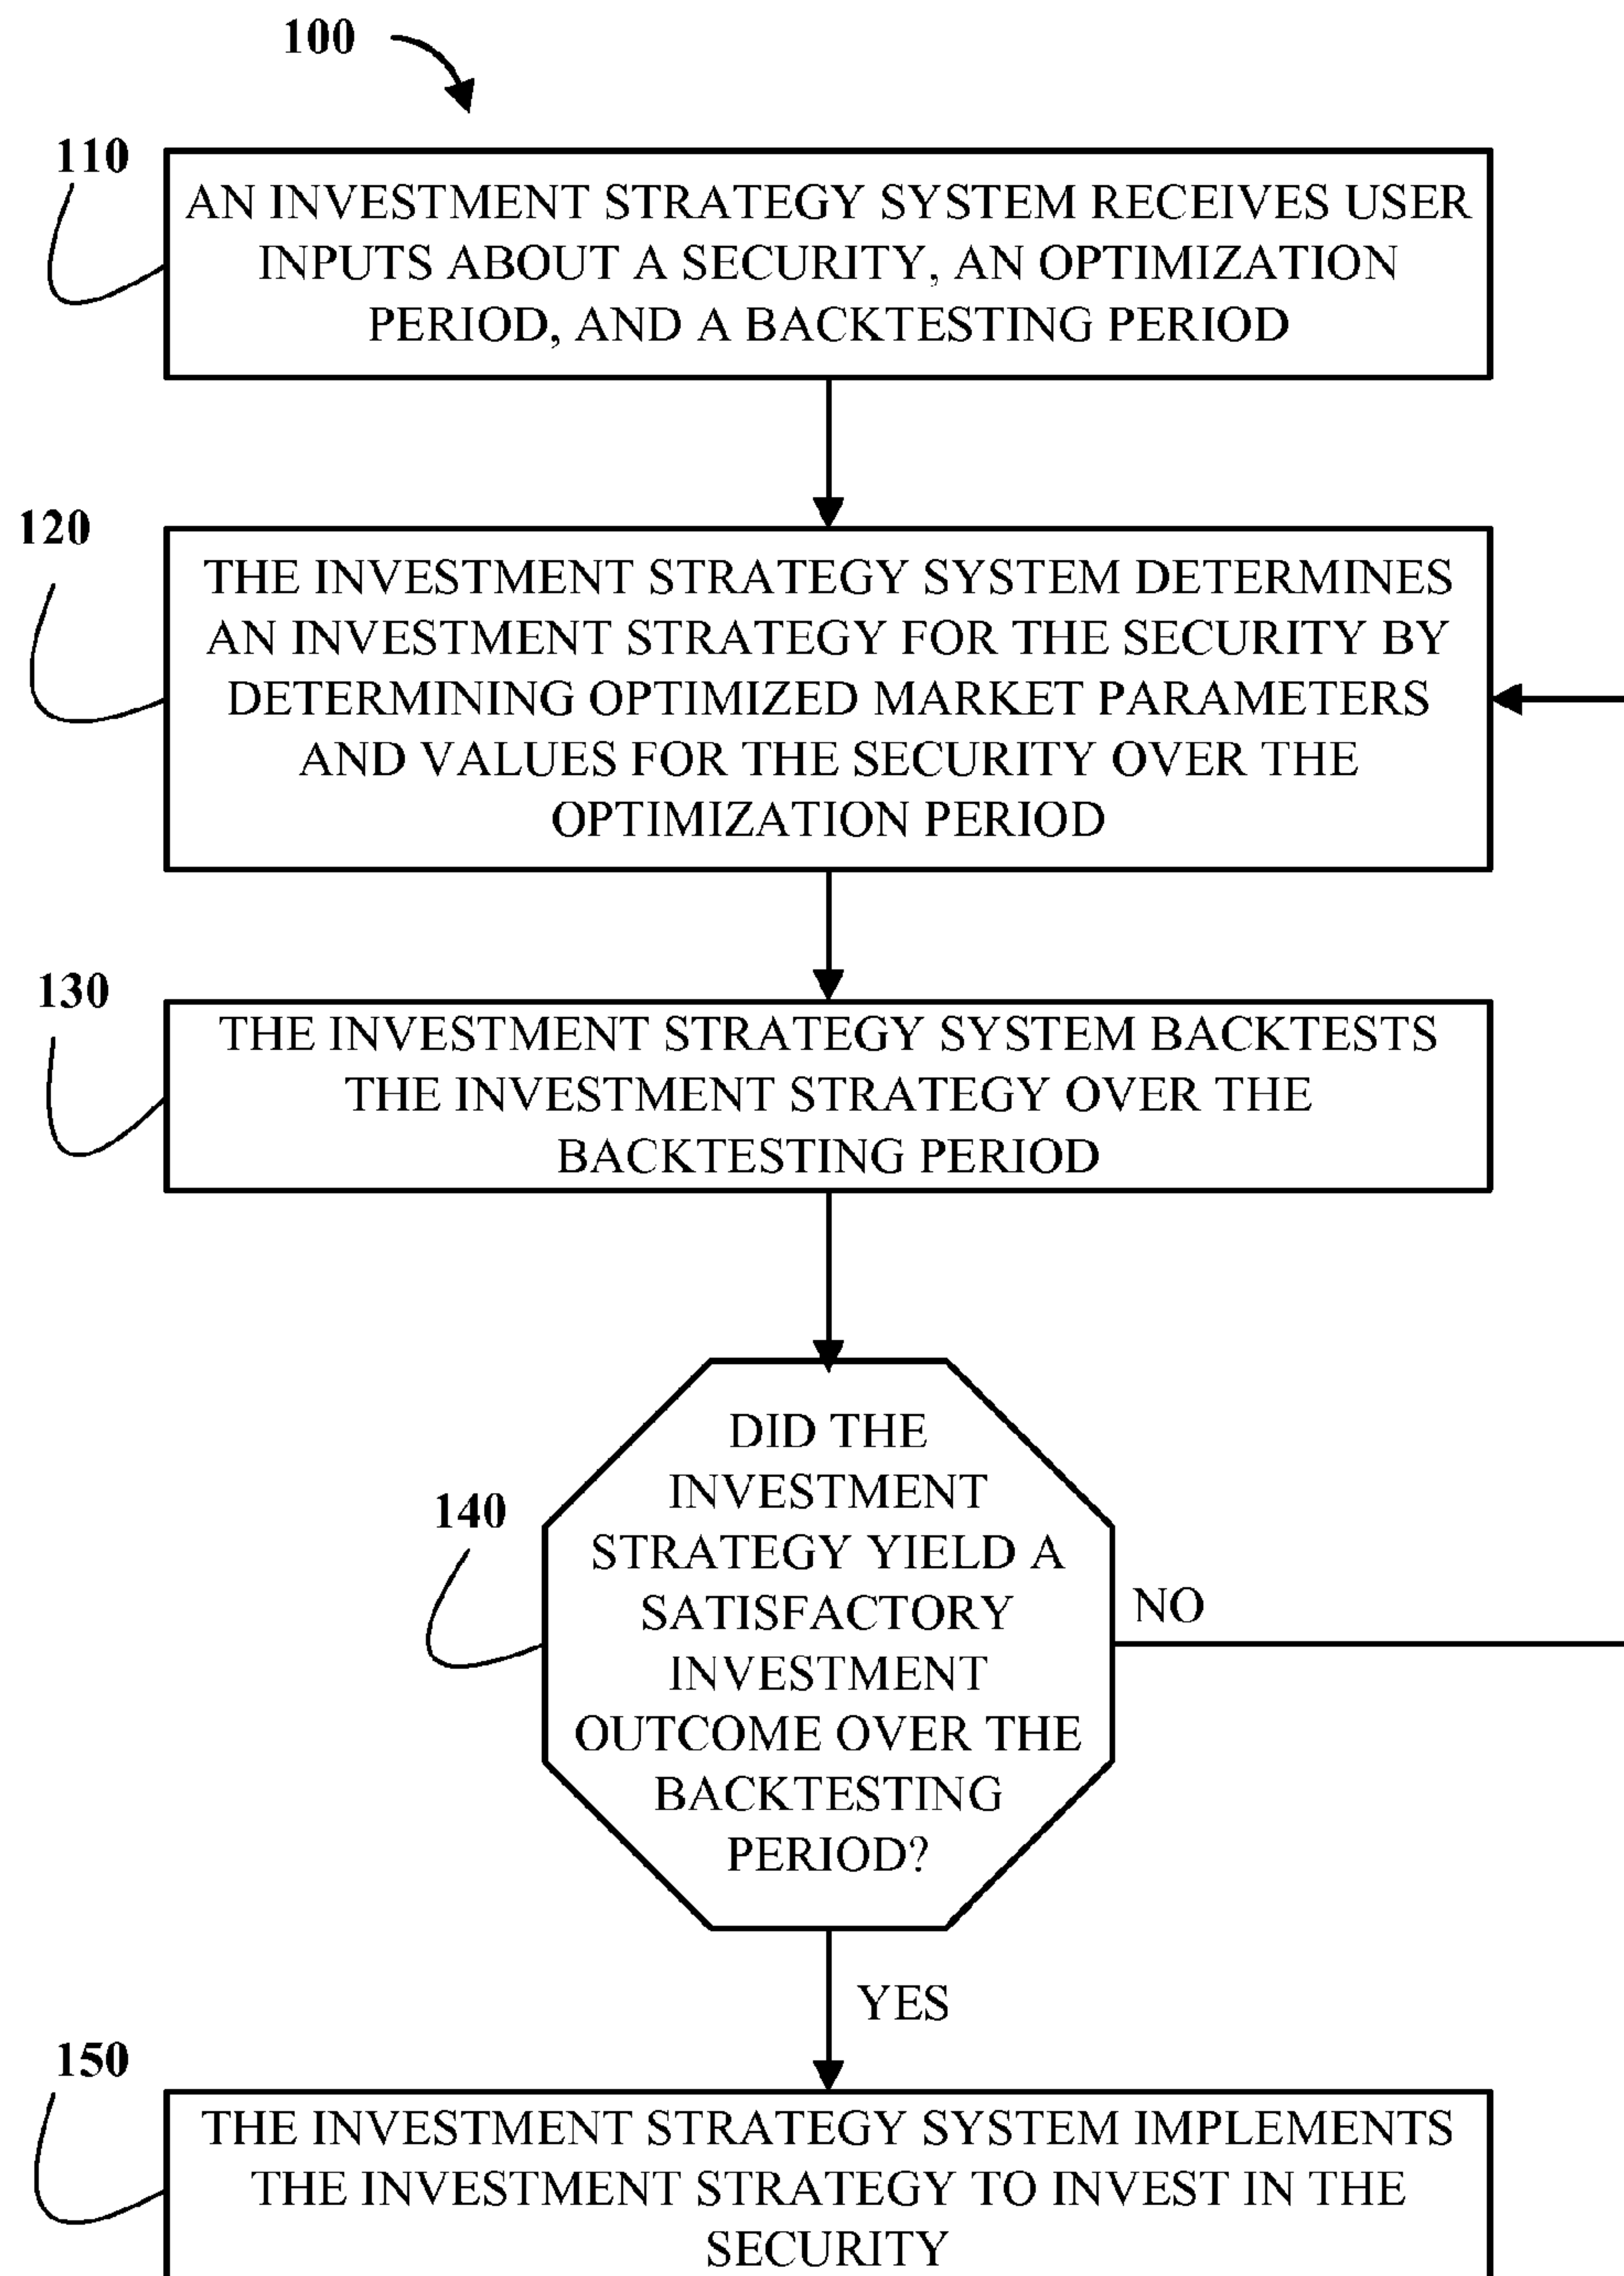 100
110
AN INVESTMENT STRATEGY SYSTEM RECEIVES USER
INPUTS ABOUT A SECURITY, AN OPTIMIZATION
PERIOD, AND A BACKTESTING PERIOD
120
THE INVESTMENT STRATEGY SYSTEM DETERMINES
AN INVESTMENT STRATEGY FOR THE SECURITY BY
DETERMINING OPTIMIZED MARKET PARAMETERS
AND VALUES FOR THE SECURITY OVER THE
OPTIMIZATION PERIOD
130
THE INVESTMENT STRATEGY SYSTEM BACKTESTS
THE INVESTMENT STRATEGY OVER THE
BACKTESTING PERIOD
140
DID THE
INVESTMENT
STRATEGY YIELD A
SATISFACTORY
INVESTMENT
OUTCOME OVER THE
BACKTESTING
PERIOD?
NO
YES
150
THE INVESTMENT STRATEGY SYSTEM IMPLEMENTS
THE INVESTMENT STRATEGY TO INVEST IN THE
SECURITY